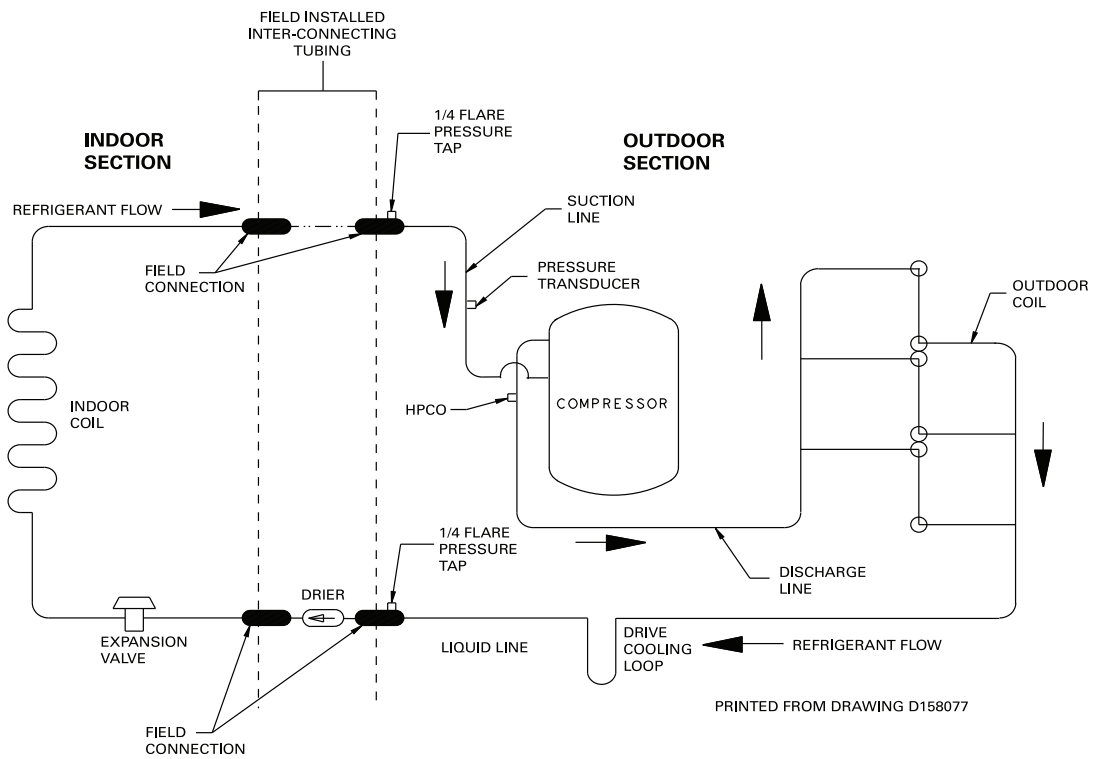 FIELD INSTALLED
INTER-CONNECTING
TUBING
1/4 FLARE
PRESSURE
TAP
INDOOR
SECTION
OUTDOOR
SECTION
REFRIGERANT FLOW
SUCTION
LINE
FIELD
CONNECTION
PRESSURE
TRANSDUCER
OUTDOOR
COIL
INDOOR
COIL
HPCO
COMPRESSOR
1/4 FLARE
PRESSURE
TAP
DISCHARGE
LINE
DRIER
EXPANSION
VALVE
LIQUID LINE
DRIVE
COOLING
LOOP
REFRIGERANT FLOW
PRINTED FROM DRAWING D158077
FIELD
CONNECTION